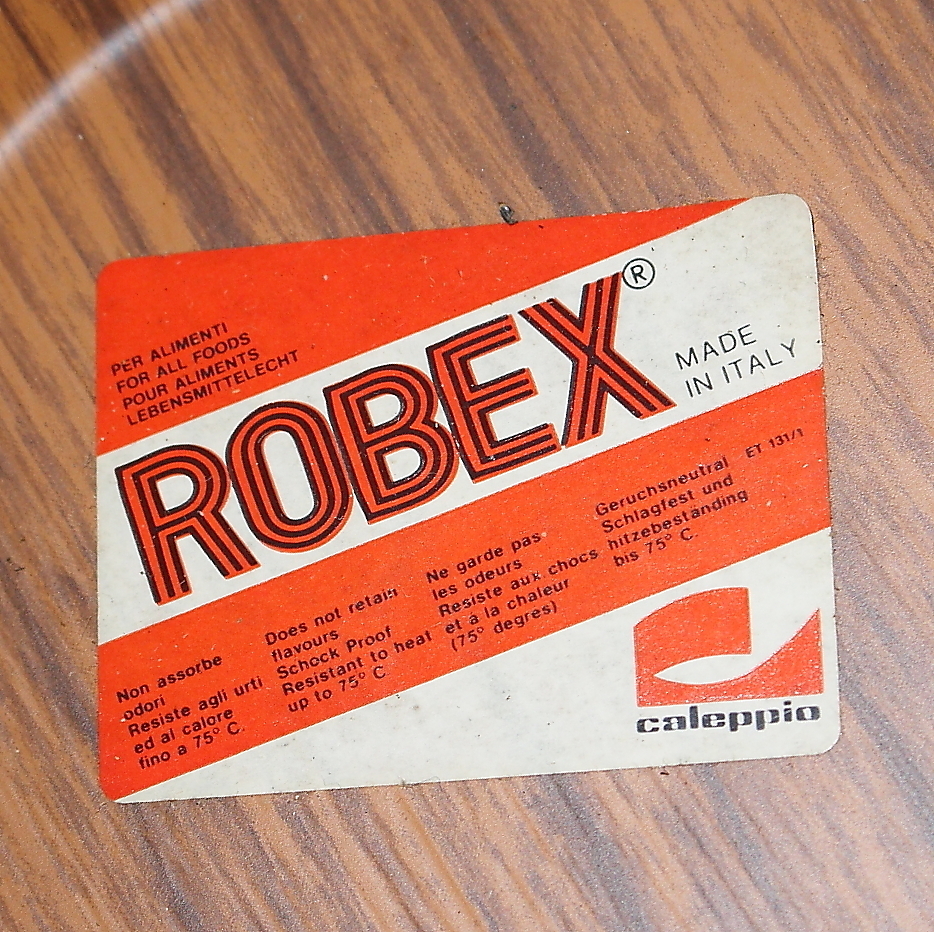 PER ALIMENTI
FOR ALL FOODS
POUR ALIMENTS
LEBENSMITTELECHT
ROBEX®
MADE
IN ITALY
Non assorbe
odori
Resiste agli urti
ed al calore
fino a 75° C.
Does not retain
flavours
Schock Proof
Resistant to heat
up to 75° C
Ne garde pas
les odeurs
Resiste aux chocs
et á la chaleur
(75° degres)
Geruchsneutral
Schlagfest und
hitzebeständing
bis 75° C.
ET 131/1
caleppio